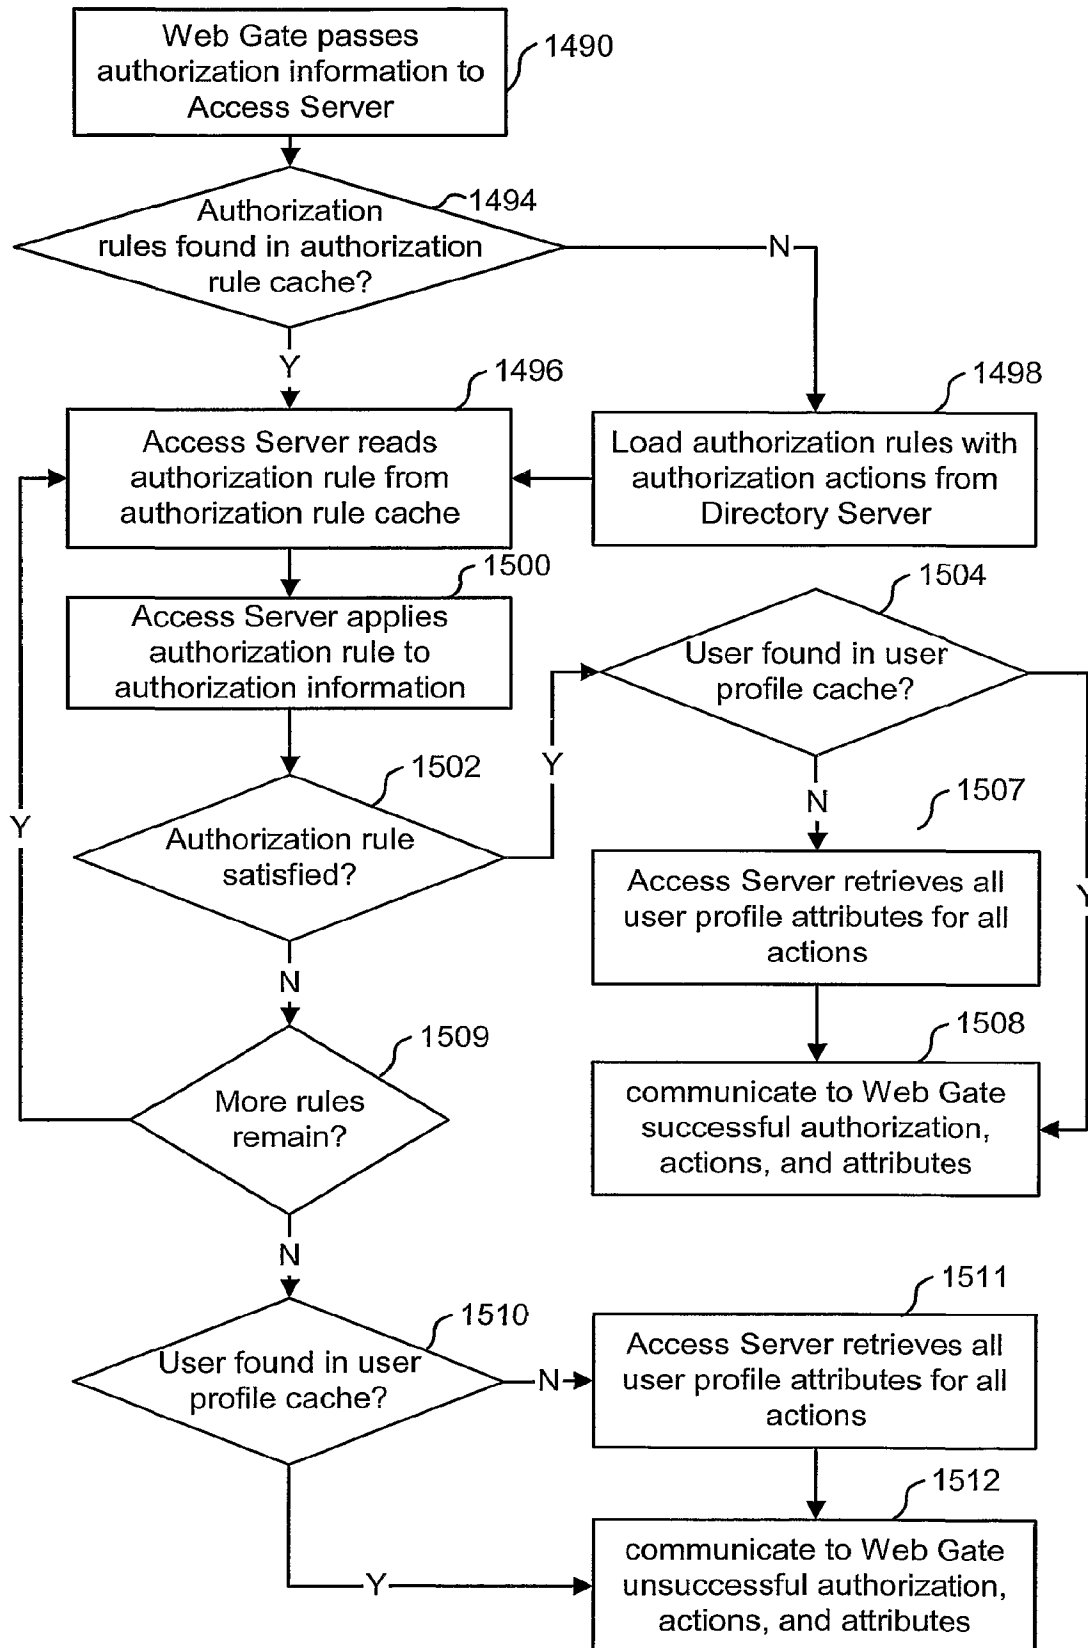 Web Gate passes
authorization information to
Access Server
1490
Authorization
rules found in authorization
rule cache?
1494
N
Y
1496
Access Server reads
authorization rule from
authorization rule cache
1498
Load authorization rules with
authorization actions from
Directory Server
1500
Access Server applies
authorization rule to
authorization information
1504
User found in user
profile cache?
Y
Y
1502
Authorization rule
satisfied?
Y
N
1507
Access Server retrieves all
user profile attributes for all
actions
N
1508
communicate to Web Gate
successful authorization,
actions, and attributes
1509
More rules
remain?
N
1510
User found in user
profile cache?
N
1511
Access Server retrieves all
user profile attributes for all
actions
Y
1512
communicate to Web Gate
unsuccessful authorization,
actions, and attributes